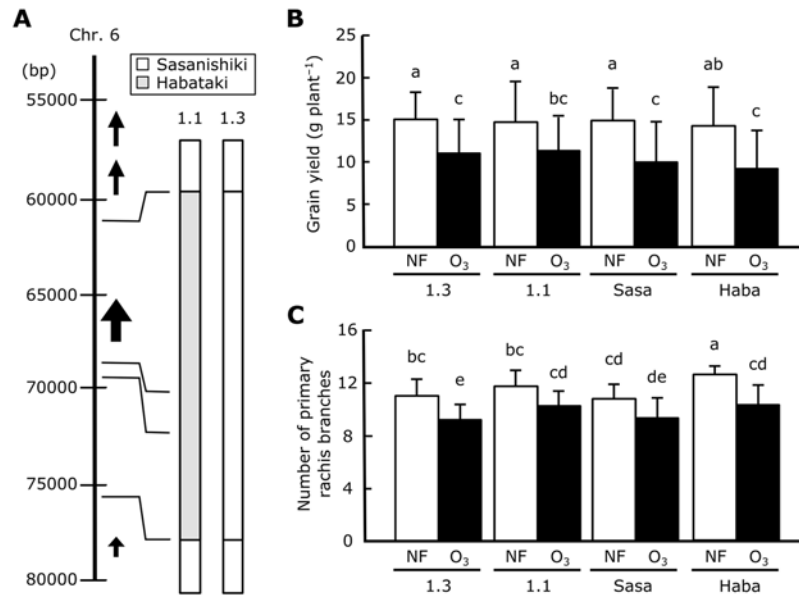 A
Chr. 6
(bp)
Sasanishiki
Habataki
1.1 1.3
55000
60000
65000
70000
75000
80000
B
Grain yield (g plant⁻¹)
25
20
15
10
5
0
a c a bc a c ab c
NF O₃ NF O₃ NF O₃ NF O₃
1.3 1.1 Sasa Haba
C
Number of primary
rachis branches
16
12
8
4
0
bc e bc cd cd de a cd
NF O₃ NF O₃ NF O₃ NF O₃
1.3 1.1 Sasa Haba